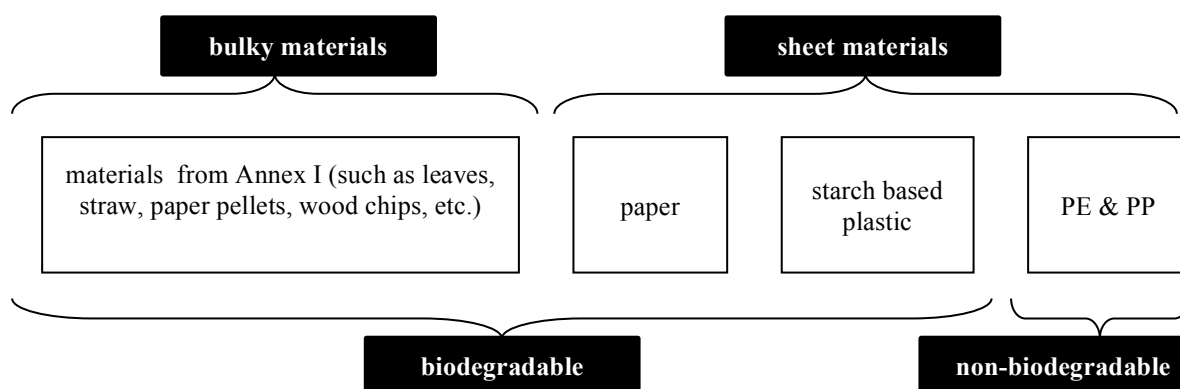 bulky materials
sheet materials
materials from Annex I (such as leaves,
straw, paper pellets, wood chips, etc.)
paper
starch based
plastic
PE & PP
biodegradable
non-biodegradable